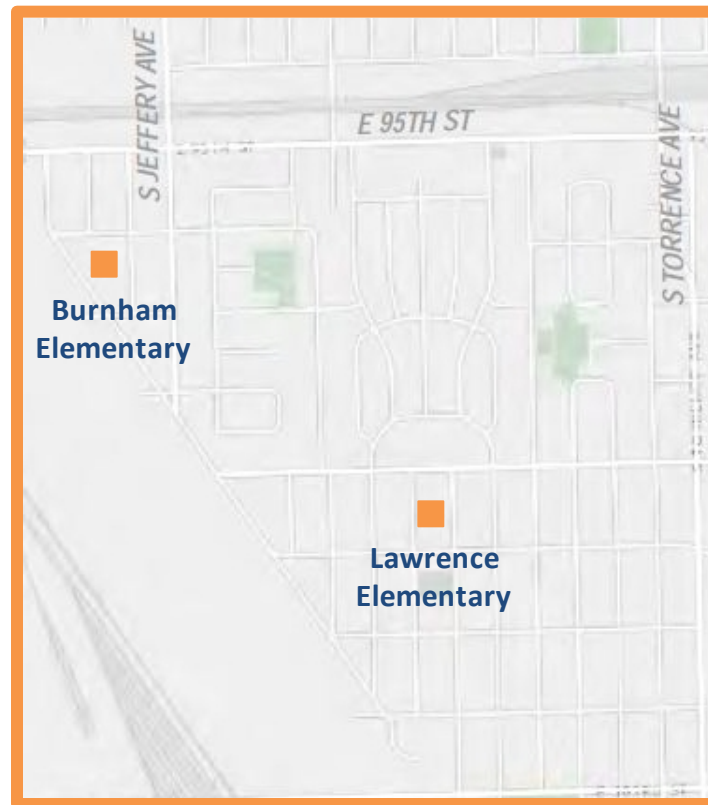 S JEFFERY AVE
E 95TH ST
S TORRENCE AVE
Burnham
Elementary
Lawrence
Elementary